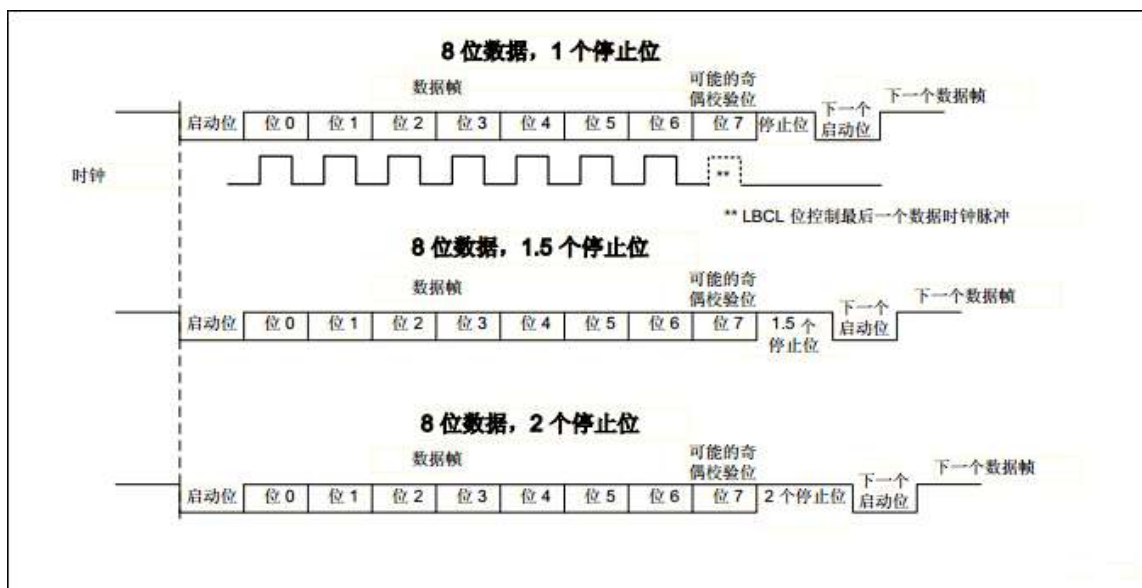 8 位数据，1 个停止位
数据帧
可能的奇
偶校验位
下一个
启动位
下一个数据帧
启动位 位 0 位 1 位 2 位 3 位 4 位 5 位 6 位 7 停止位
时钟
**
** LBCL 位控制最后一个数据时钟脉冲
8 位数据，1.5 个停止位
数据帧
可能的奇
偶校验位
下一个
启动位
下一个数据帧
启动位 位 0 位 1 位 2 位 3 位 4 位 5 位 6 位 7 1.5 个
停止位
8 位数据，2 个停止位
数据帧
可能的奇
偶校验位
下一个
启动位
下一个数据帧
启动位 位 0 位 1 位 2 位 3 位 4 位 5 位 6 位 7 2 个停止位